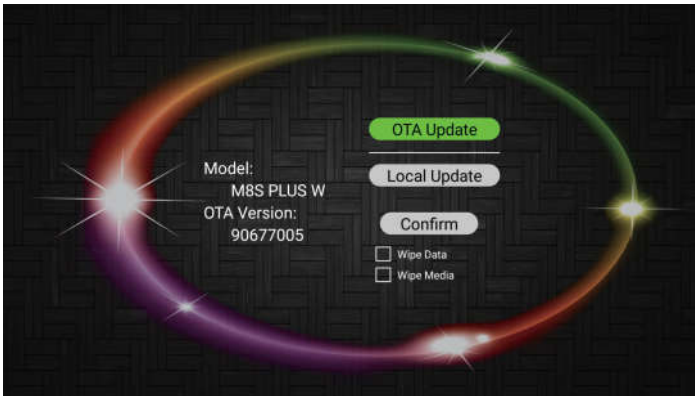 Model:
M8S PLUS W
OTA Version:
90677005
OTA Update
Local Update
Confirm
Wipe Data
Wipe Media